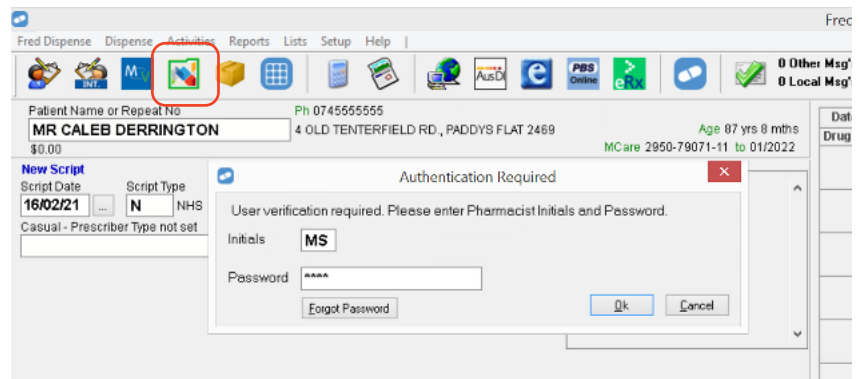 Fred
Fred Dispense Dispense Activities Reports Lists Setup Help |
INT. MV AusDI PBS Online eRx
0 Other Msg'
0 Local Msg'
Patient Name or Repeat No Ph 0745555555
MR CALEB DERRINGTON 4 OLD TENTERFIELD RD., PADDYS FLAT 2469 Age 87 yrs 8 mths
$0.00 MCare 2950-79071-11 to 01/2022
Dat
Drug
New Script
Script Date Script Type
16/02/21 ... N NHS
Casual - Prescriber Type not set
Authentication Required
User verification required. Please enter Pharmacist Initials and Password.
Initials MS
Password ****
Forgot Password Ok Cancel